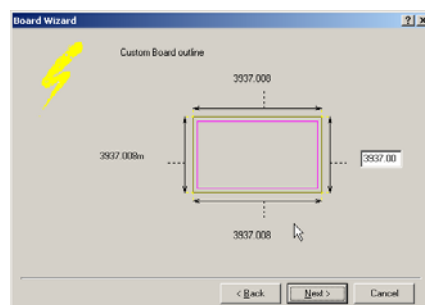 Board Wizard
Custom Board outline
3937.008
3937.008m
3937.00
3937.008
< Back
Next >
Cancel